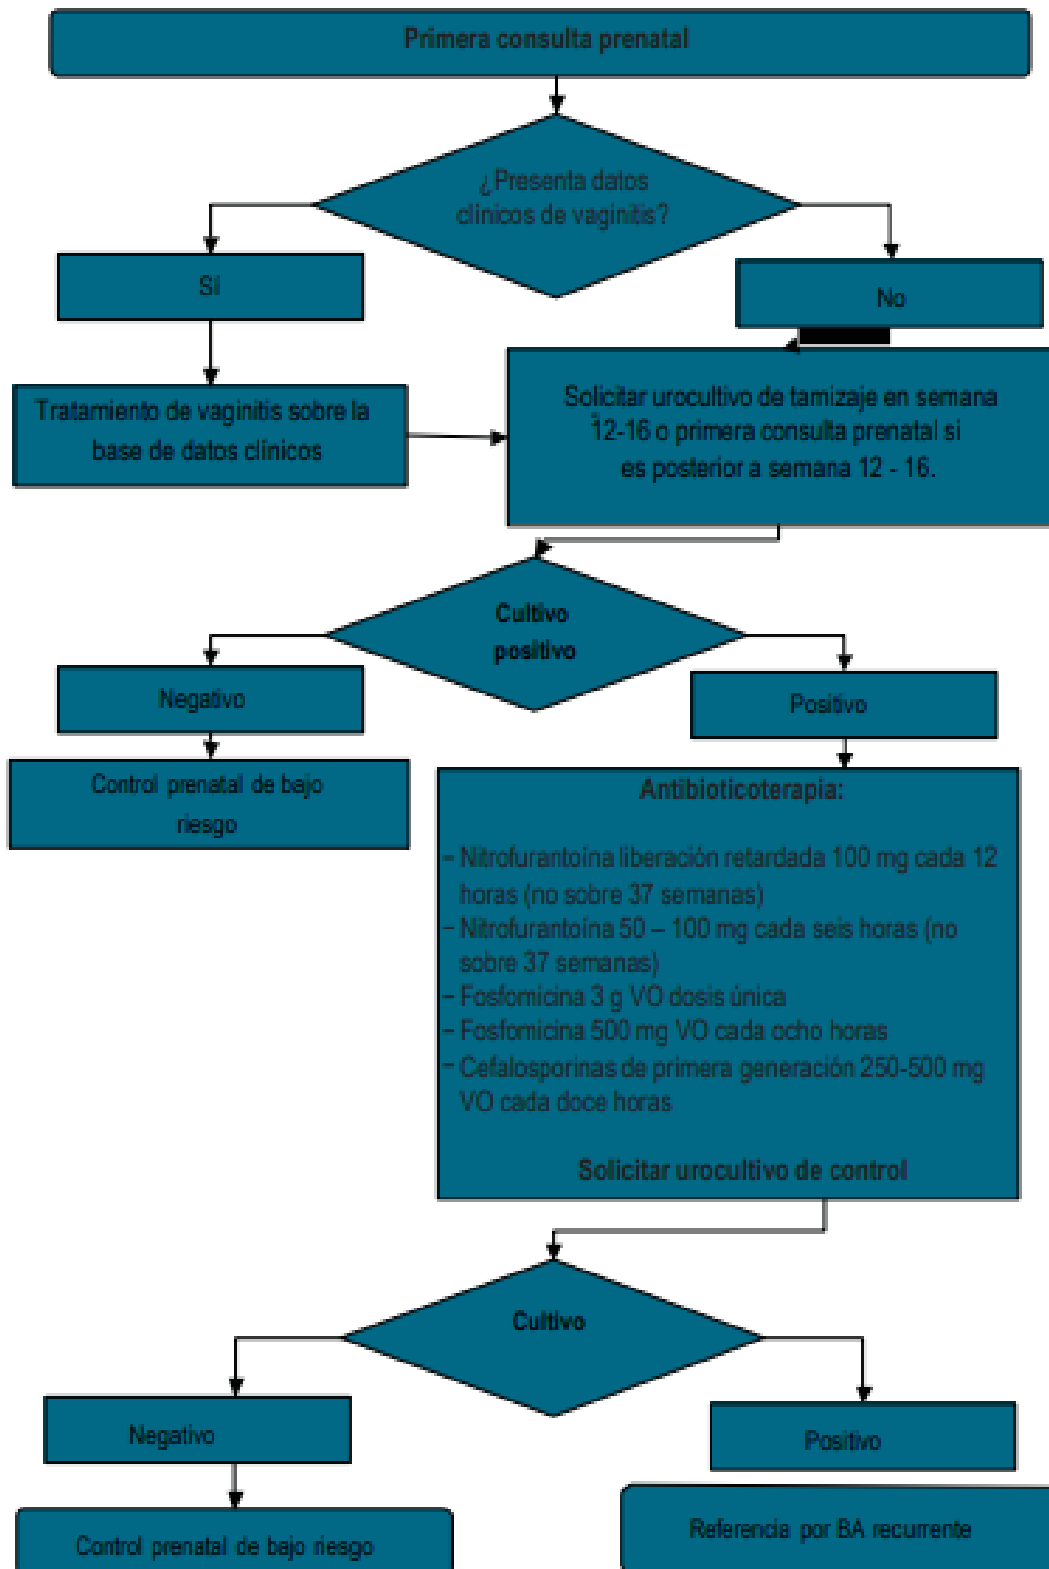 Primera consulta prenatal
¿Presenta datos
clínicos de vaginitis?
Sí
No
Tratamiento de vaginitis sobre la
base de datos clínicos
Solicitar urocultivo de tamizaje en semana
12-16 o primera consulta prenatal si
es posterior a semana 12 - 16.
Cultivo
positivo
Negativo
Positivo
Control prenatal de bajo
riesgo
Antibioticoterapia:
– Nitrofurantoína liberación retardada 100 mg cada 12
horas (no sobre 37 semanas)
– Nitrofurantoína 50 – 100 mg cada seis horas (no
sobre 37 semanas)
– Fosfomicina 3 g VO dosis única
– Fosfomicina 500 mg VO cada ocho horas
– Cefalosporinas de primera generación 250-500 mg
VO cada doce horas
Solicitar urocultivo de control
Cultivo
Negativo
Positivo
Control prenatal de bajo riesgo
Referencia por BA recurrente